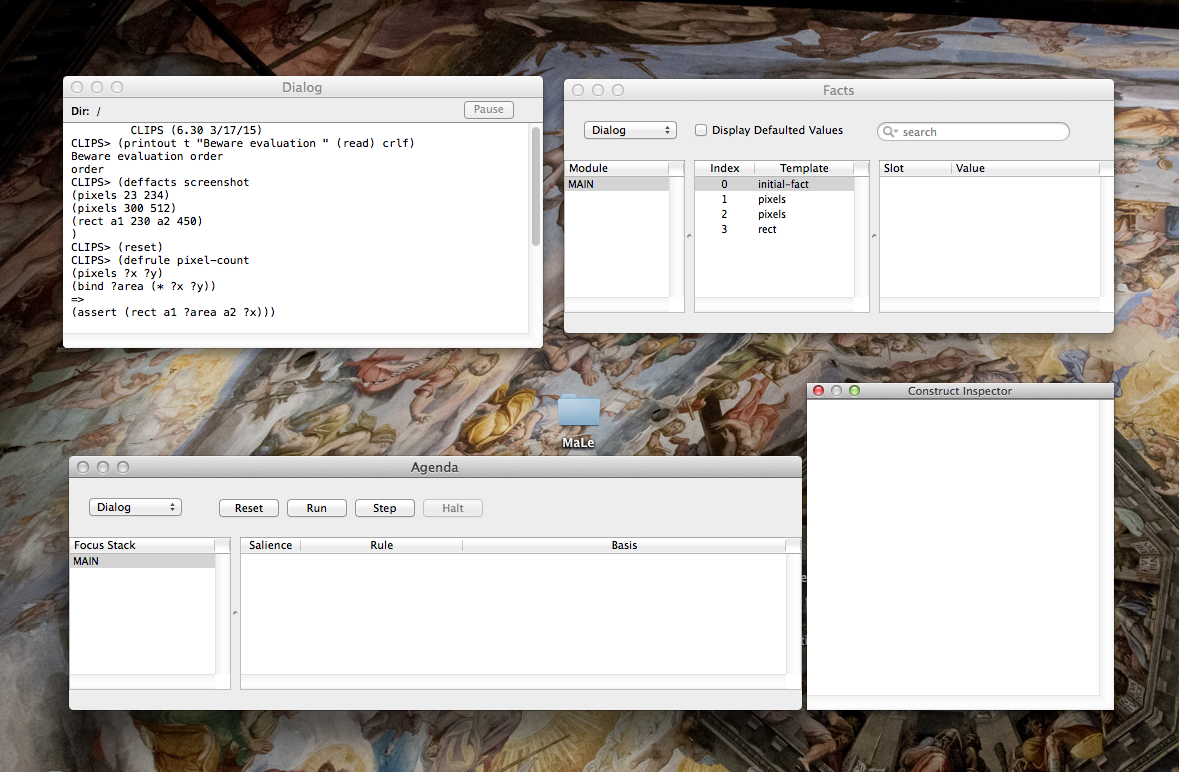 Dialog
Dir: /
Pause
CLIPS (6.30 3/17/15)
CLIPS> (printout t "Beware evaluation " (read) crlf)
Beware evaluation order
order
CLIPS> (deffacts screenshot
(pixels 23 234)
(pixels 300 512)
(rect a1 230 a2 450)
)
CLIPS> (reset)
CLIPS> (defrule pixel-count
(pixels ?x ?y)
(bind ?area (* ?x ?y))
=>
(assert (rect a1 ?area a2 ?x)))
Facts
Dialog
Display Defaulted Values
search
Module
MAIN
Index Template
0 initial-fact
1 pixels
2 pixels
3 rect
Slot Value
MaLe
Construct Inspector
Agenda
Dialog
Reset Run Step Halt
Focus Stack
MAIN
Salience Rule Basis